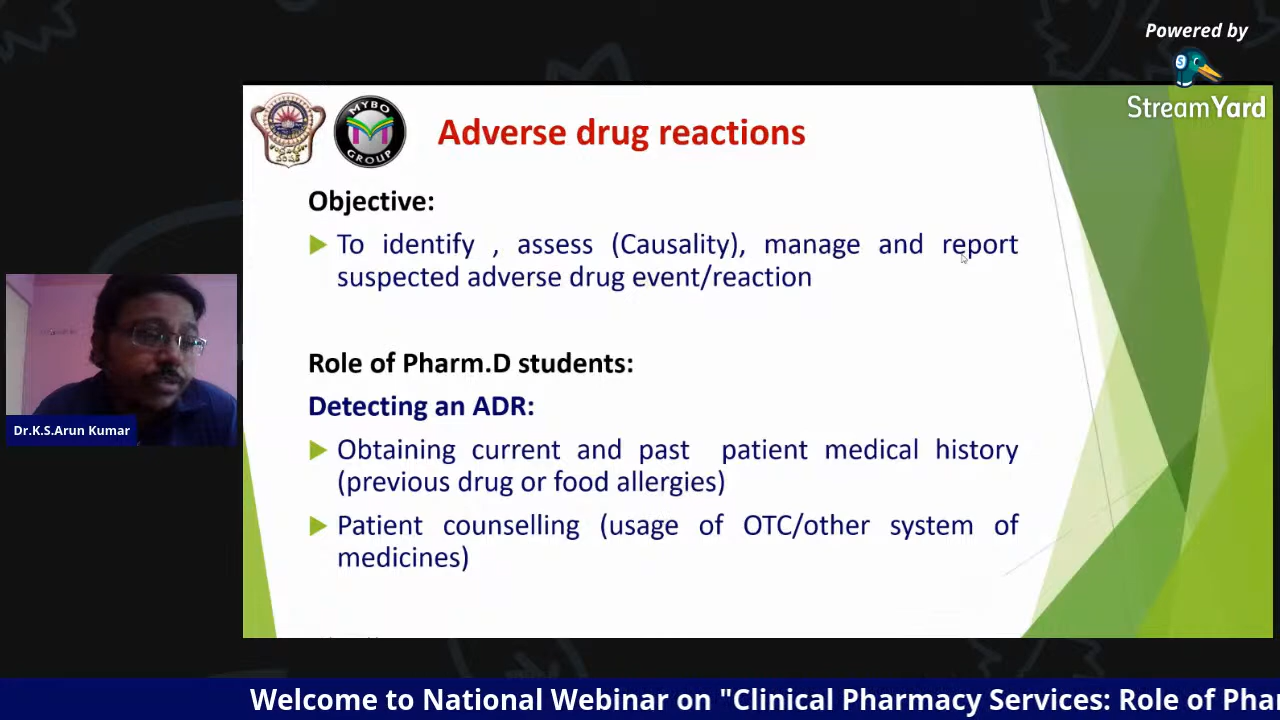 Powered by
StreamYard
MYBO
GROUP
Adverse drug reactions
Objective:
To identify , assess (Causality), manage and report
suspected adverse drug event/reaction
Role of Pharm.D students:
Detecting an ADR:
Obtaining current and past patient medical history
(previous drug or food allergies)
Patient counselling (usage of OTC/other system of
medicines)
Dr.K.S.Arun Kumar
Welcome to National Webinar on "Clinical Pharmacy Services: Role of Pha